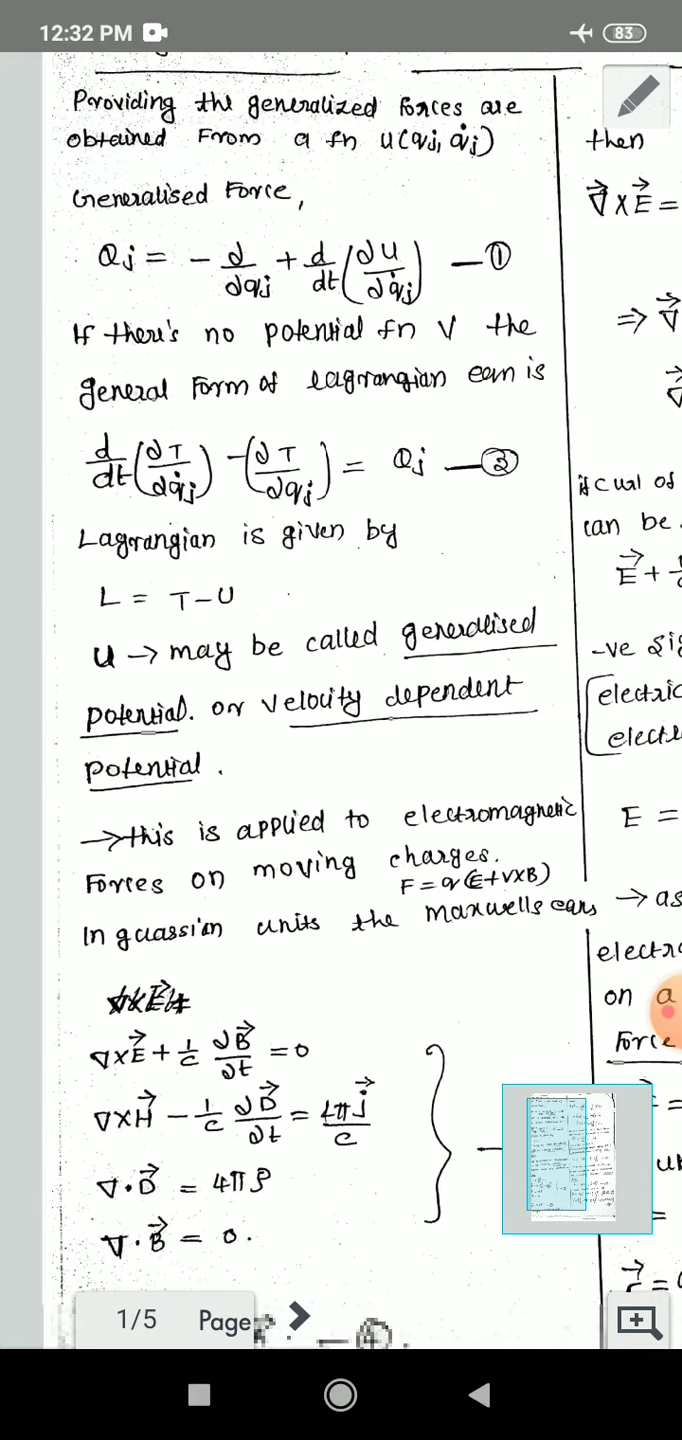 12:32 PM
83
Providing the generalized forces are
obtained from a fn U(qj, q̇j)
Generalised Force,
Qj = - ∂/∂qj + d/dt (∂U/∂q̇j) — ①
If there's no potential fn V the
general form of lagrangian eqn is
d/dt (∂T/∂q̇j) - (∂T/∂qj) = Qj — ②
Lagrangian is given by
L = T - U
U → may be called generalised
potential. or velocity dependent
potential.
→ this is applied to electromagnetic
Forces on moving charges.
F = q(E+V×B)
In guassian units the maxwells eqns
∇×E⃗ + 1/c ∂B⃗/∂t = 0
∇×H⃗ - 1/c ∂D⃗/∂t = 4πj⃗/c
∇·D⃗ = 4πρ
∇·B⃗ = 0.
then
∇⃗×E⃗ =
⇒ ∇⃗
∇⃗
if curl of
can be
E⃗ +
-ve
electric
E =
→ as
on a
Force
1/5 Page